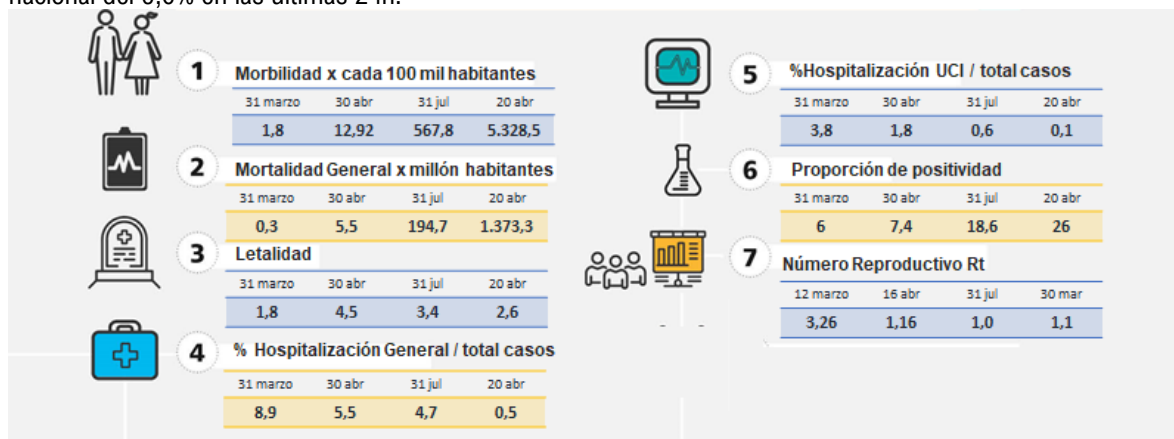 nacional del en las últimas 2
1
Morbilidad x cada 100 mil habitantes
31 marzo 30 abr 31 jul 20 abr
1,8 12,92 567,8 5.328,5
2
Mortalidad General x millón habitantes
31 marzo 30 abr 31 jul 20 abr
0,3 5,5 194,7 1.373,3
3
Letalidad
31 marzo 30 abr 31 jul 20 abr
1,8 4,5 3,4 2,6
4
% Hospitalización General / total casos
31 marzo 30 abr 31 jul 20 abr
8,9 5,5 4,7 0,5
5
%Hospitalización UCI / total casos
31 marzo 30 abr 31 jul 20 abr
3,8 1,8 0,6 0,1
6
Proporción de positividad
31 marzo 30 abr 31 jul 20 abr
6 7,4 18,6 26
7
Número Reproductivo Rt
12 marzo 16 abr 31 jul 30 mar
3,26 1,16 1,0 1,1